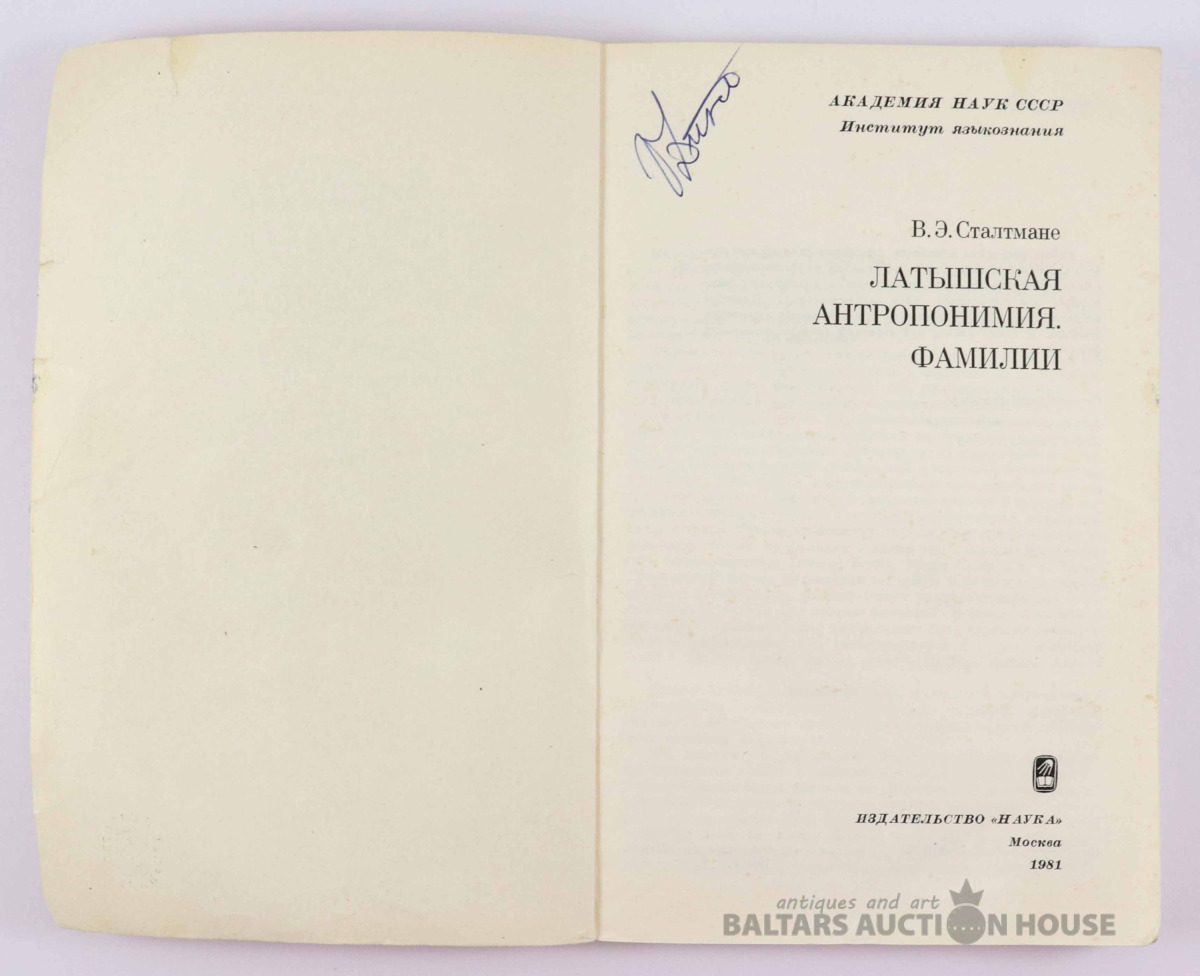 АКАДЕМИЯ НАУК СССР
Институт языкознания
В. Э. Сталтмане
ЛАТЫШСКАЯ
АНТРОПОНИМИЯ.
ФАМИЛИИ
ИЗДАТЕЛЬСТВО «НАУКА»
Москва
1981
antiques and art
BALTARS AUCTION HOUSE